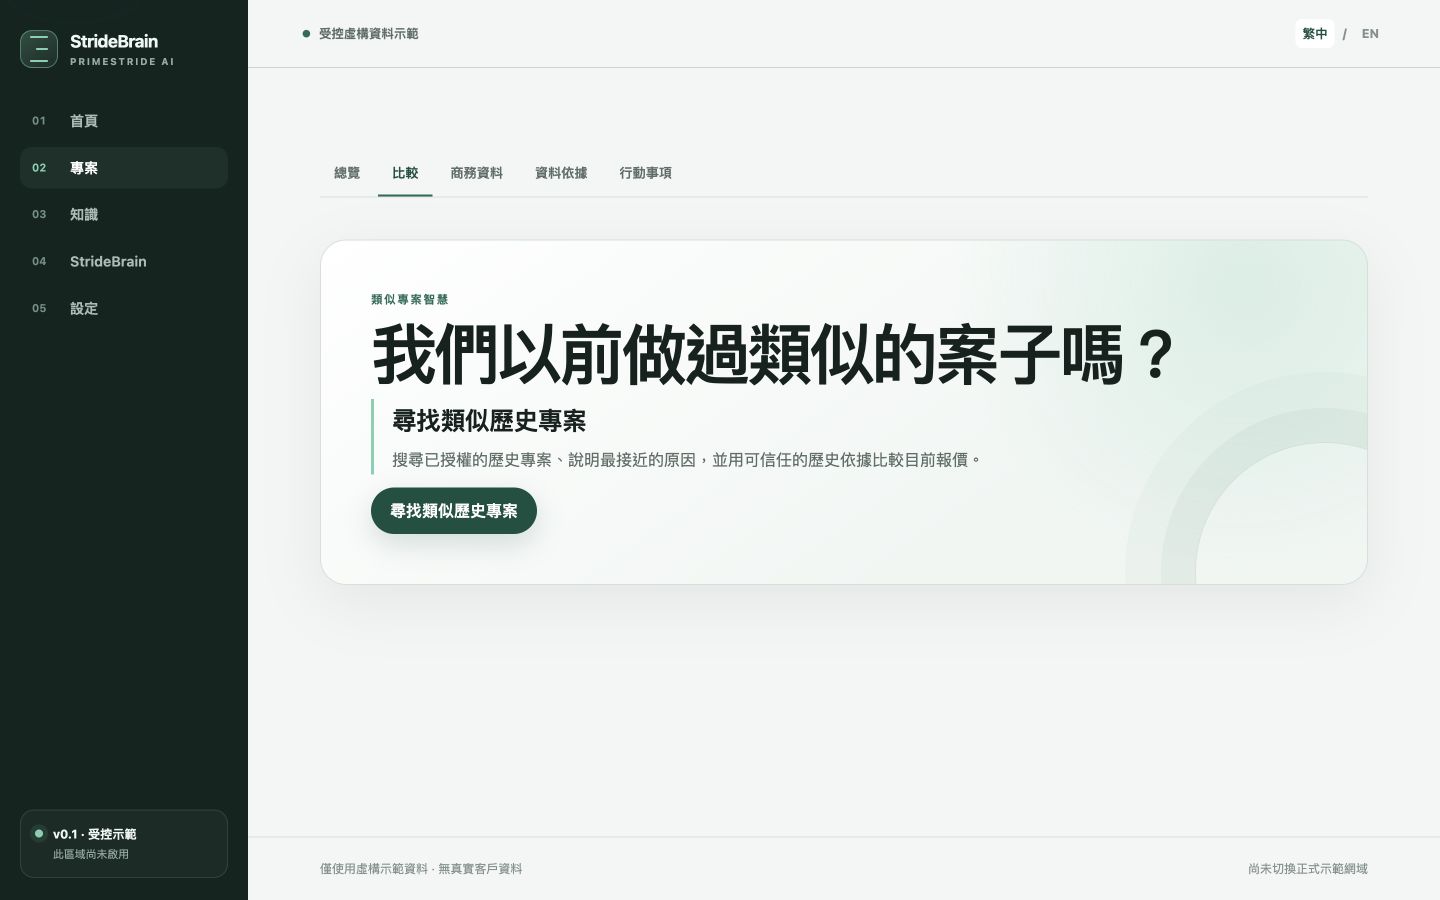 StrideBrain
PRIMESTRIDE AI
01 首頁
02 專案
03 知識
04 StrideBrain
05 設定
v0.1 · 受控示範
此區域尚未啟用
受控虛構資料示範
繁中 / EN
總覽 比較 商務資料 資料依據 行動事項
類似專案智慧
我們以前做過類似的案子嗎？
尋找類似歷史專案
搜尋已授權的歷史專案、說明最接近的原因，並用可信任的歷史依據比較目前報價。
尋找類似歷史專案
僅使用虛構示範資料 · 無真實客戶資料
尚未切換正式示範網域